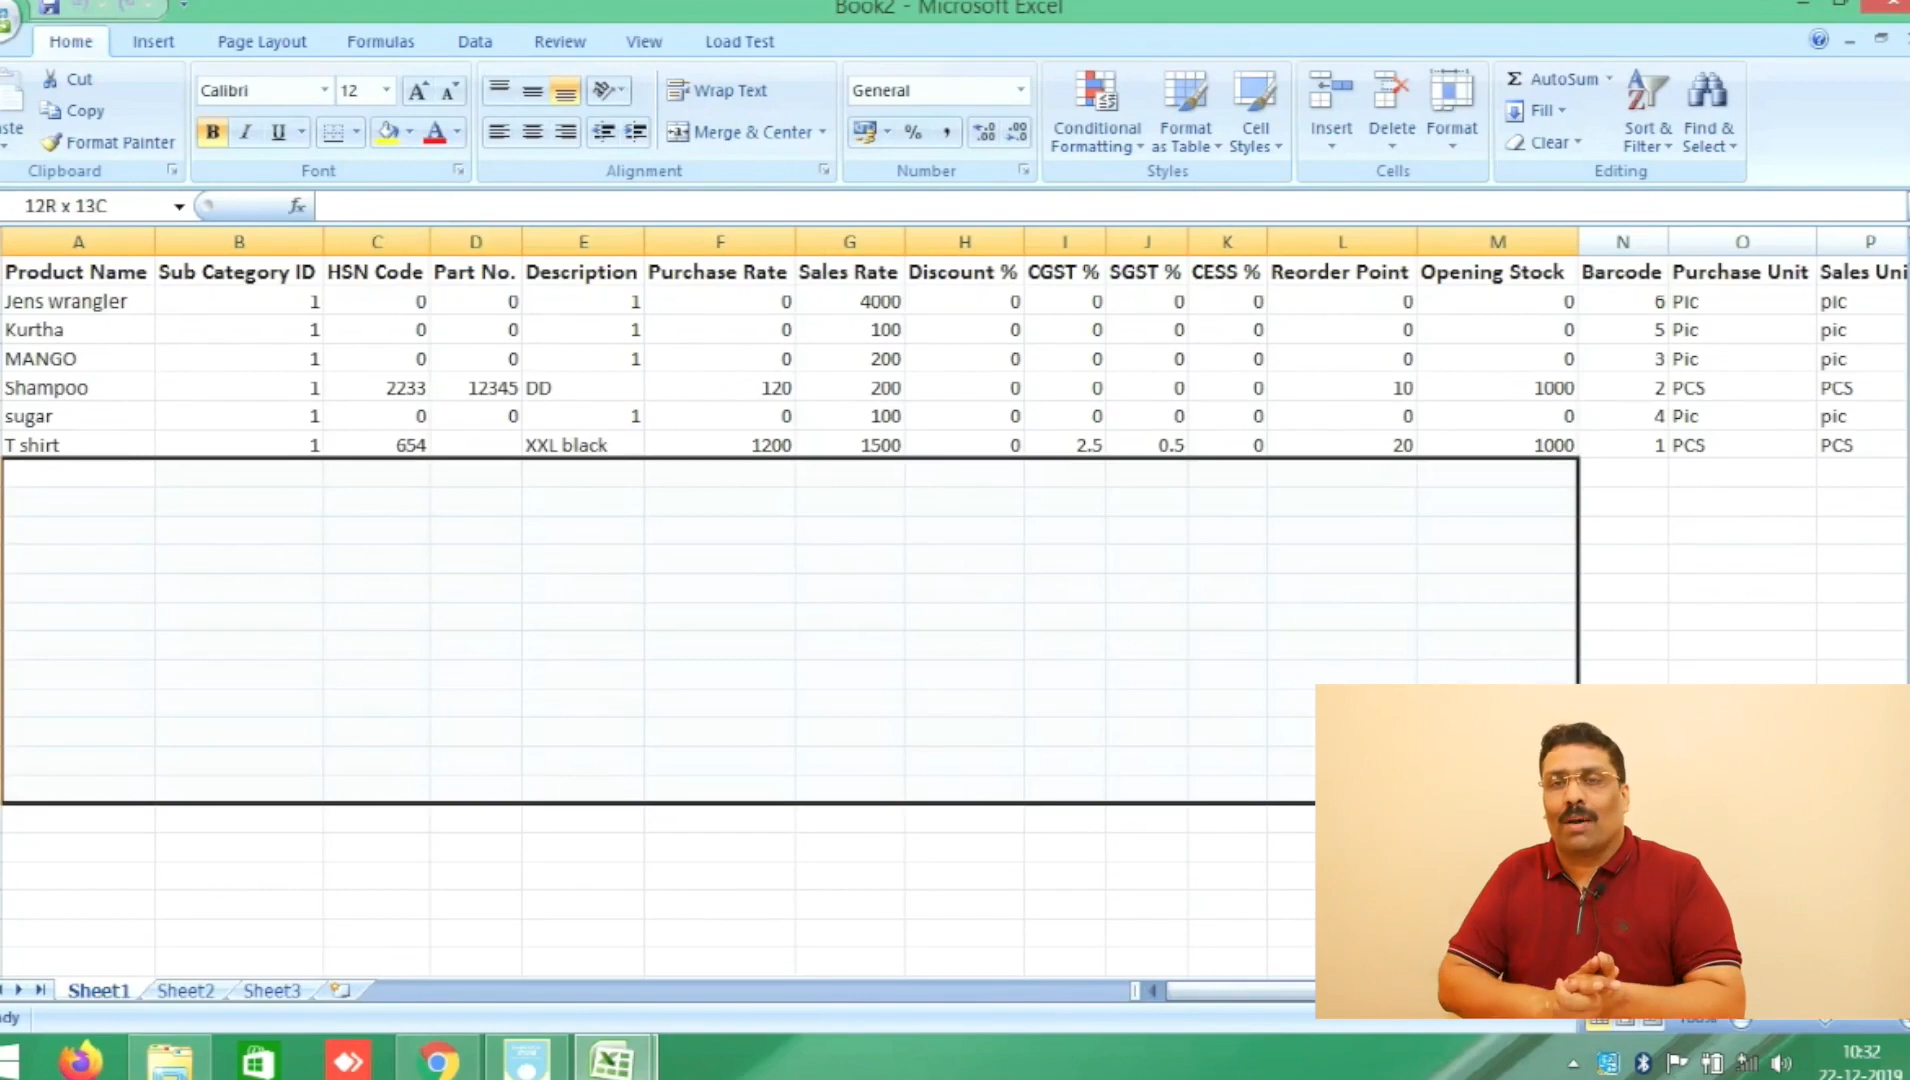 Book2 - Microsoft Excel
Home Insert Page Layout Formulas Data Review View Load Test
Cut
Copy
Format Painter
Clipboard
Calibri 12
B I U
Font
Wrap Text
Merge & Center
Alignment
General
%
Number
Conditional Formatting
Format as Table
Cell Styles
Styles
Insert Delete Format
Cells
Σ AutoSum
Fill
Clear
Sort & Filter
Find & Select
Editing
12R x 13C fx
A B C D E F G H I J K L M N O P
Product Name Sub Category ID HSN Code Part No. Description Purchase Rate Sales Rate Discount % CGST % SGST % CESS % Reorder Point Opening Stock Barcode Purchase Unit Sales Uni
Jens wrangler 1 0 0 1 0 4000 0 0 0 0 0 0 6 Pic pic
Kurtha 1 0 0 1 0 100 0 0 0 0 0 0 5 Pic pic
MANGO 1 0 0 1 0 200 0 0 0 0 0 0 3 Pic pic
Shampoo 1 2233 12345 DD 120 200 0 0 0 0 10 1000 2 PCS PCS
sugar 1 0 0 1 0 100 0 0 0 0 0 0 4 Pic pic
T shirt 1 654 XXL black 1200 1500 0 2.5 0.5 0 20 1000 1 PCS PCS
Sheet1 Sheet2 Sheet3
10:32
22-12-2019